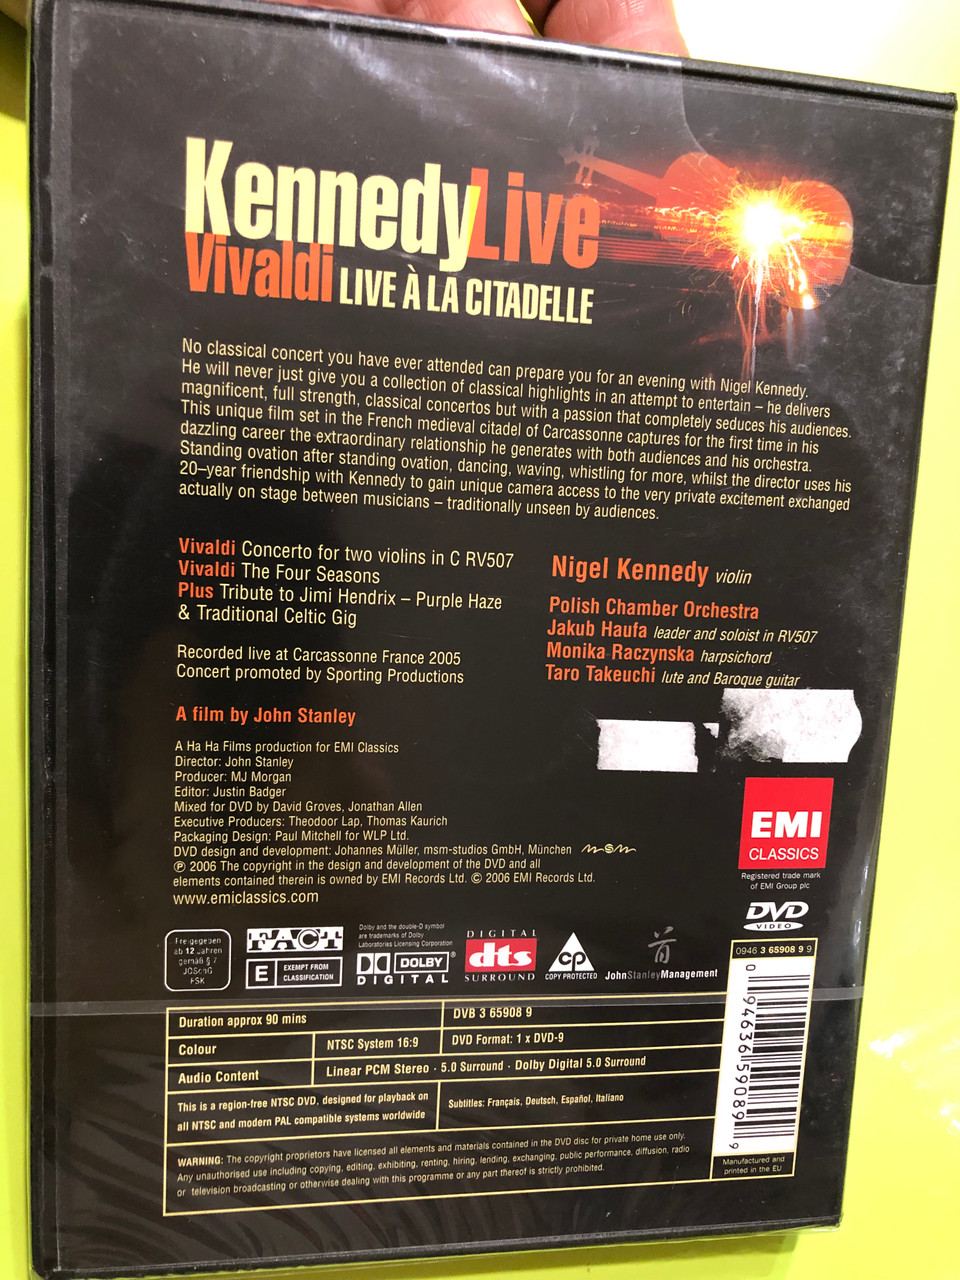 KennedyLive
Vivaldi LIVE À LA CITADELLE
No classical concert you have ever attended can prepare you for an evening with Nigel Kennedy.
He will never just give you a collection of classical highlights in an attempt to entertain – he delivers
magnificent, full strength, classical concertos but with a passion that completely seduces his audiences.
This unique film set in the French medieval citadel of Carcassonne captures for the first time in his
dazzling career the extraordinary relationship he generates with both audiences and his orchestra.
Standing ovation after standing ovation, dancing, waving, whistling for more, whilst the director uses his
20–year friendship with Kennedy to gain unique camera access to the very private excitement exchanged
actually on stage between musicians – traditionally unseen by audiences.
Vivaldi Concerto for two violins in C RV507
Vivaldi The Four Seasons
Plus Tribute to Jimi Hendrix – Purple Haze
& Traditional Celtic Gig
Recorded live at Carcassonne France 2005
Concert promoted by Sporting Productions
Nigel Kennedy violin
Polish Chamber Orchestra
Jakub Haufa leader and soloist in RV507
Monika Raczynska harpsichord
Taro Takeuchi lute and Baroque guitar
A film by John Stanley
A Ha Ha Films production for EMI Classics
Director: John Stanley
Producer: MJ Morgan
Editor: Justin Badger
Mixed for DVD by David Groves, Jonathan Allen
Executive Producers: Theodoor Lap, Thomas Kaurich
Packaging Design: Paul Mitchell for WLP Ltd.
DVD design and development: Johannes Müller, msm-studios GmbH, München msm
℗ 2006 The copyright in the design and development of the DVD and all
elements contained therein is owned by EMI Records Ltd. © 2006 EMI Records Ltd.
www.emiclassics.com
EMI
CLASSICS
Registered trade mark
of EMI Group plc
DVD
VIDEO
Freigegeben
ab 12 Jahren
gemäß § 7
JÖSchG
FSK
FACT
E EXEMPT FROM
CLASSIFICATION
Dolby and the double-D symbol
are trademarks of Dolby
Laboratories Licensing Corporation
DOLBY®
DIGITAL
DIGITAL
dts
SURROUND
CP
COPY PROTECTED
首
JohnStanleyManagement
0946 3 65908 9 9
0 94636 59089 9
Manufactured and
printed in the EU
Duration approx 90 mins
DVB 3 65908 9
Colour
NTSC System 16:9
DVD Format: 1 x DVD-9
Audio Content
Linear PCM Stereo · 5.0 Surround · Dolby Digital 5.0 Surround
This is a region-free NTSC DVD, designed for playback on
all NTSC and modern PAL compatible systems worldwide
Subtitles: Français, Deutsch, Español, Italiano
WARNING: The copyright proprietors have licensed all elements and materials contained in the DVD disc for private home use only.
Any unauthorised use including copying, editing, exhibiting, renting, hiring, lending, exchanging, public performance, diffusion, radio
or television broadcasting or otherwise dealing with this programme or any part thereof is strictly prohibited.